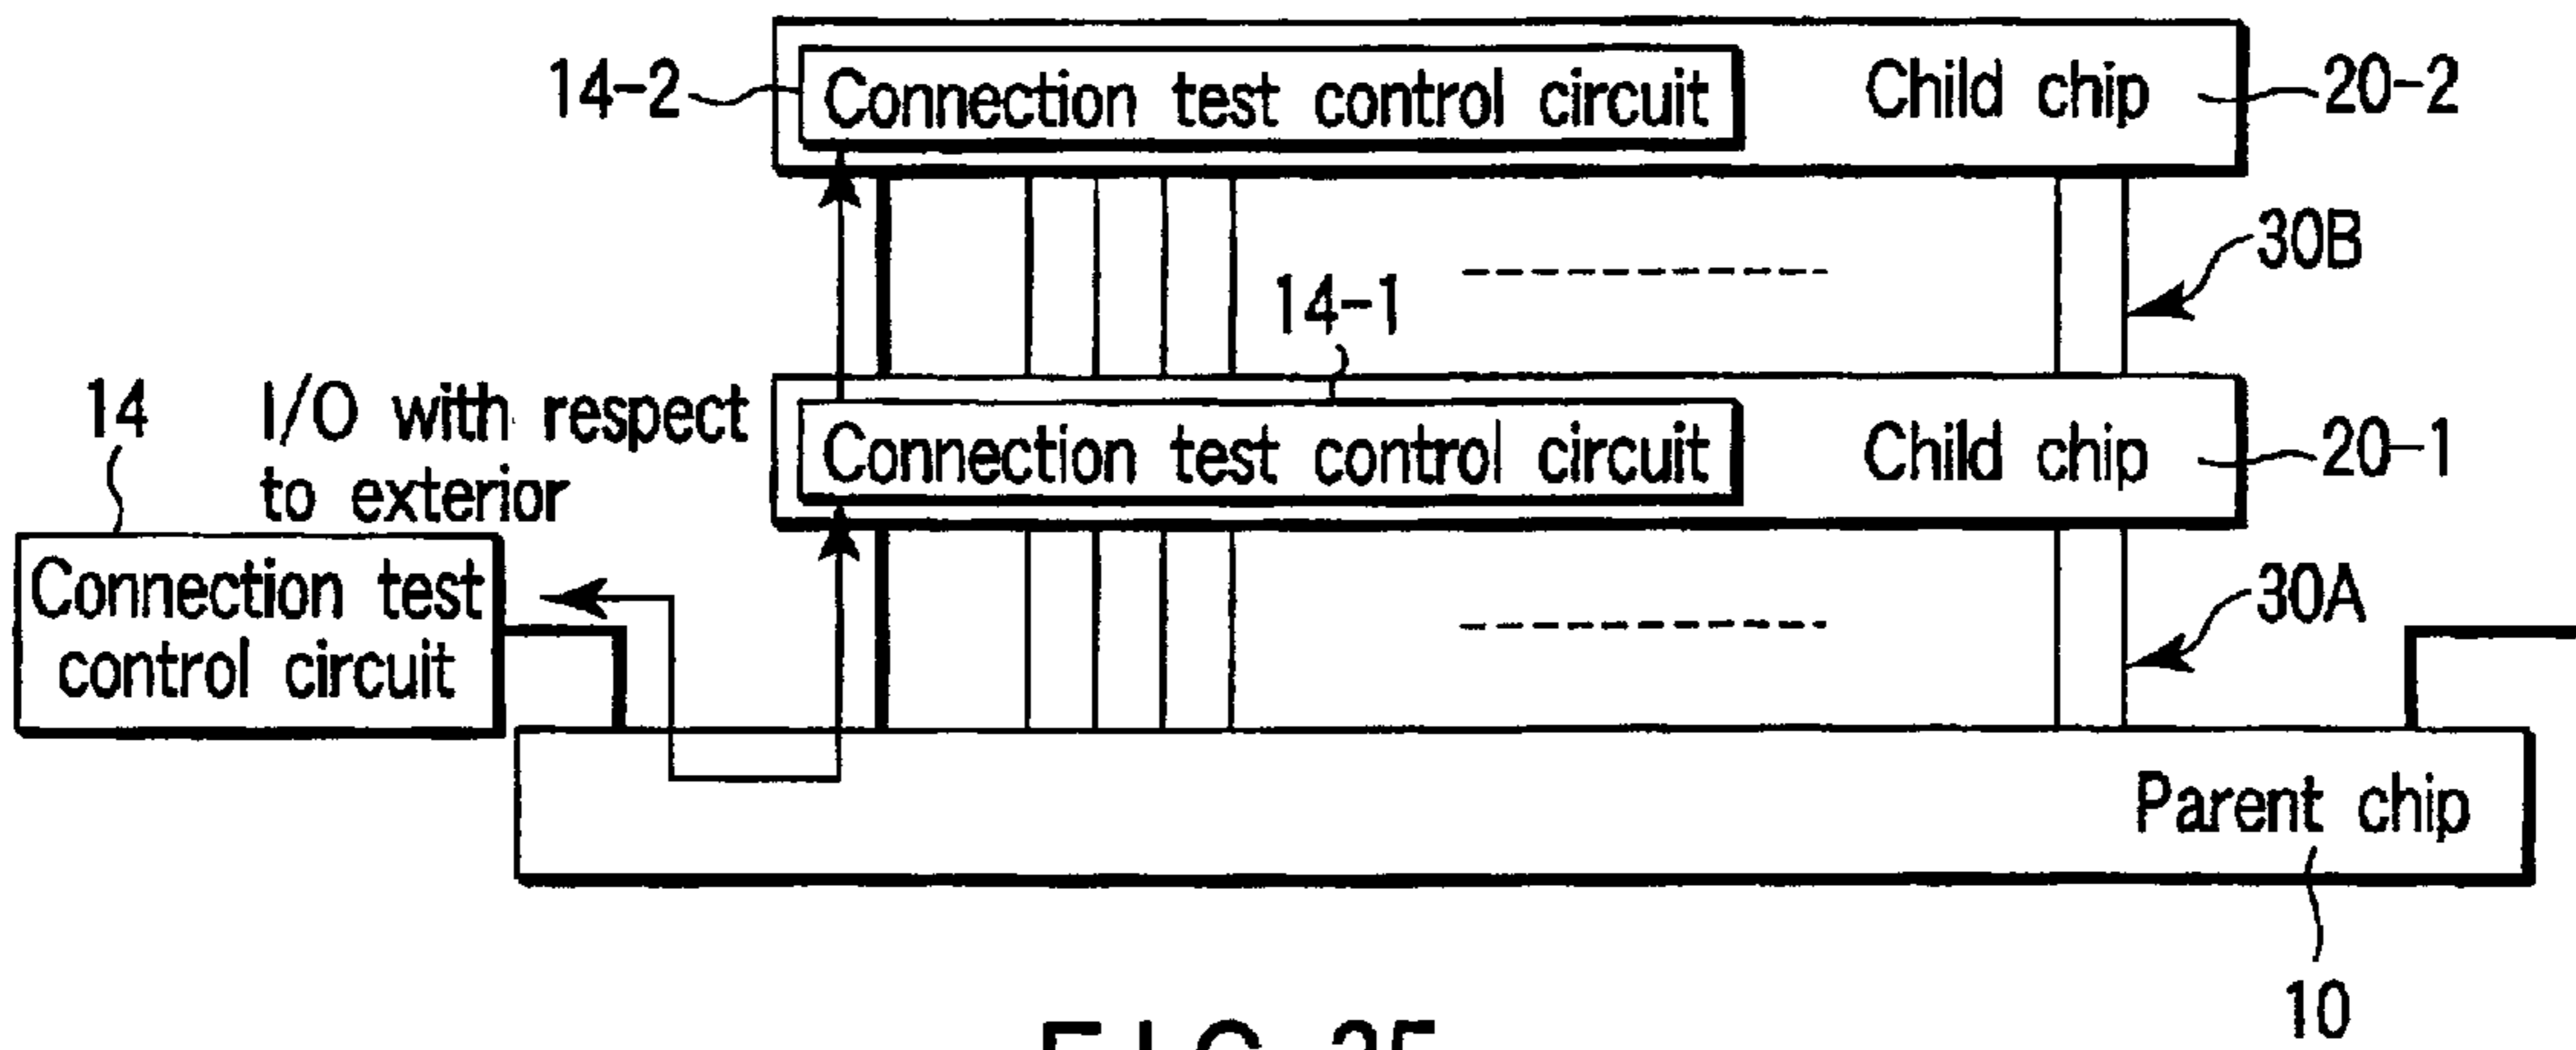 14-2
Connection test control circuit
Child chip
20-2
30B
14-1
14
I/O with respect
to exterior
Connection test control circuit
Child chip
20-1
Connection test
control circuit
30A
Parent chip
10